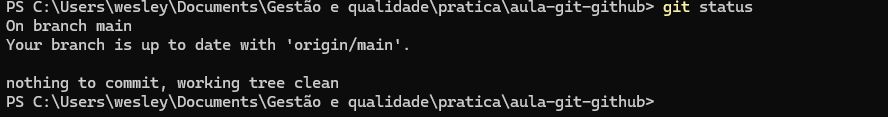 PS C:\Users\wesley\Documents\Gestão e qualidade\pratica\aula-git-github> git status
On branch main
Your branch is up to date with 'origin/main'.
nothing to commit, working tree clean
PS C:\Users\wesley\Documents\Gestão e qualidade\pratica\aula-git-github>